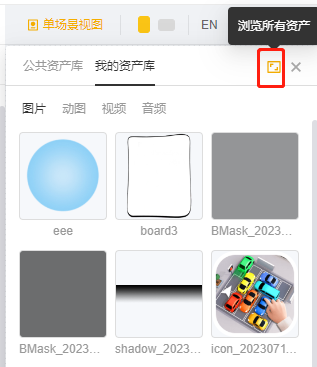 单场景视图
EN
浏览所有资产
公共资产库 我的资产库
图片 动图 视频 音频
eee board3 BMask_2023...
BMask_2023... shadow_2023... icon_2023071...